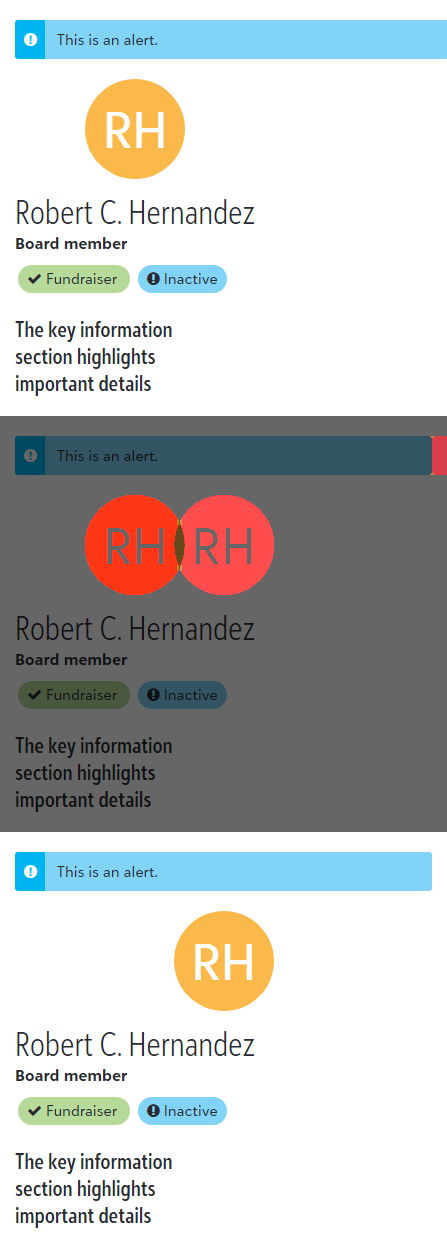 This is an alert.
RH
Robert C. Hernandez
Board member
Fundraiser Inactive
The key information
section highlights
important details
This is an alert.
RH RH
Robert C. Hernandez
Board member
Fundraiser Inactive
The key information
section highlights
important details
This is an alert.
RH
Robert C. Hernandez
Board member
Fundraiser Inactive
The key information
section highlights
important details